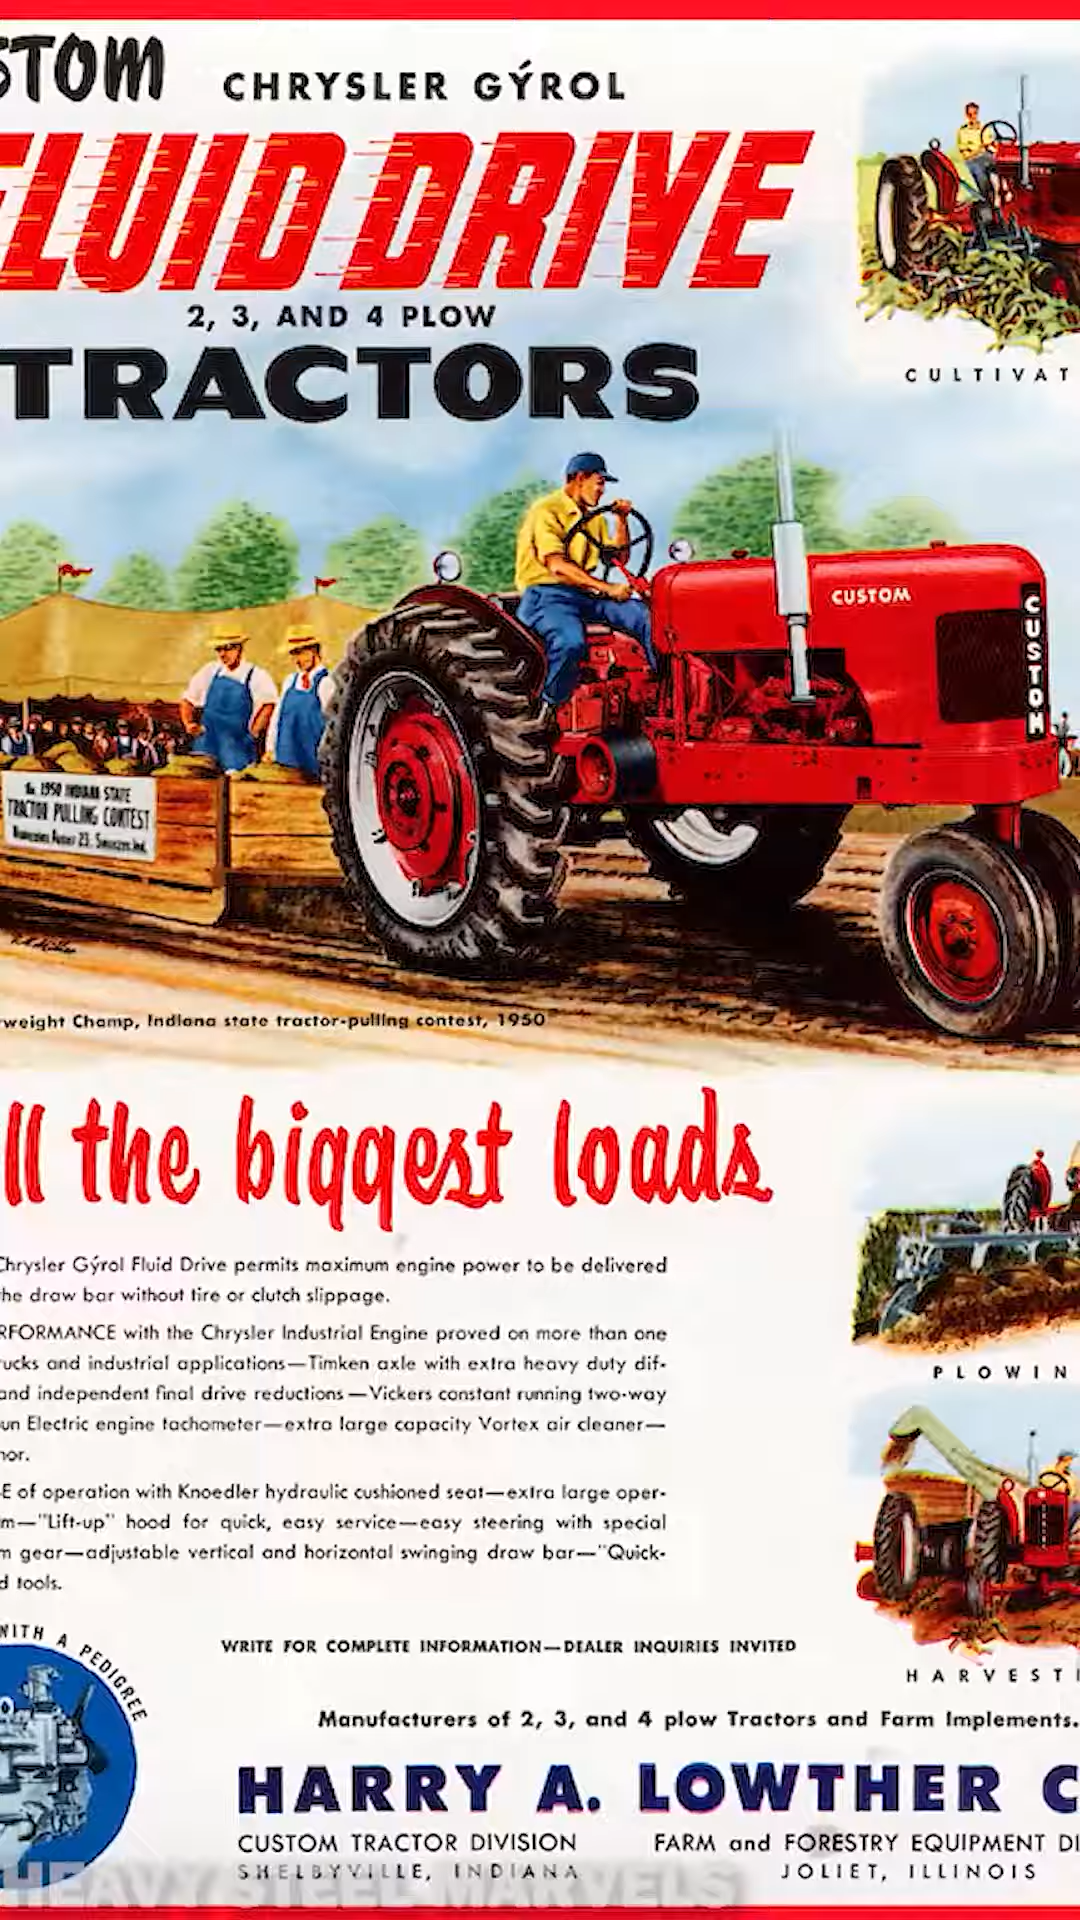 STOM
CHRYSLER GÝROL
FLUID DRIVE
2, 3, AND 4 PLOW
TRACTORS
CULTIVAT
CUSTOM
CUSTOM
1950 INDIANA STATE
TRACTOR PULLING CONTEST
August 23,
weight Champ, Indiana state tractor-pulling contest, 1950
ll the biggest loads
Chrysler Gýrol Fluid Drive permits maximum engine power to be delivered
he draw bar without tire or clutch slippage.
RFORMANCE with the Chrysler Industrial Engine proved on more than one
rucks and industrial applications—Timken axle with extra heavy duty dif-
and independent final drive reductions—Vickers constant running two-way
un Electric engine tachometer—extra large capacity Vortex air cleaner—
nor.
E of operation with Knoedler hydraulic cushioned seat—extra large oper-
m—"Lift-up" hood for quick, easy service—easy steering with special
m gear—adjustable vertical and horizontal swinging draw bar—"Quick-
d tools.
PLOWIN
HARVESTI
WITH A PEDIGREE
WRITE FOR COMPLETE INFORMATION—DEALER INQUIRIES INVITED
Manufacturers of 2, 3, and 4 plow Tractors and Farm Implements.
HARRY A. LOWTHER C
CUSTOM TRACTOR DIVISION
SHELBYVILLE, INDIANA
FARM and FORESTRY EQUIPMENT DI
JOLIET, ILLINOIS
HEAVY STEEL MARVELS